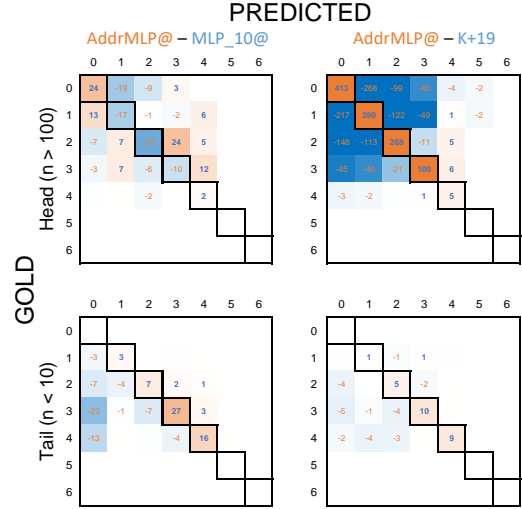 PREDICTED
AddrMLP@ – MLP_10@
AddrMLP@ – K+19
0 1 2 3 4 5 6
0 1 2 3 4 5 6
0 24 -19 -9 3
413 -268 -99 -40 -4 -2
1 13 -17 -1 -2 6
-217 390 -122 -49 1 -2
2 -7 7 24 5
-148 -113 268 -11 5
3 -3 7 -6 -10 12
-45 -40 -21 100 6
4 -2 2
-3 -2 1 5
5
6
Head (n > 100)
GOLD
0 1 2 3 4 5 6
0 1 2 3 4 5 6
0
1 -3 3
1 -1 1
2 -7 -4 7 2 1
-4 5 -2
3 -23 -1 -7 27 3
-5 -1 10
4 -13 -4 16
-2 -4 -3 9
5
6
Tail (n < 10)